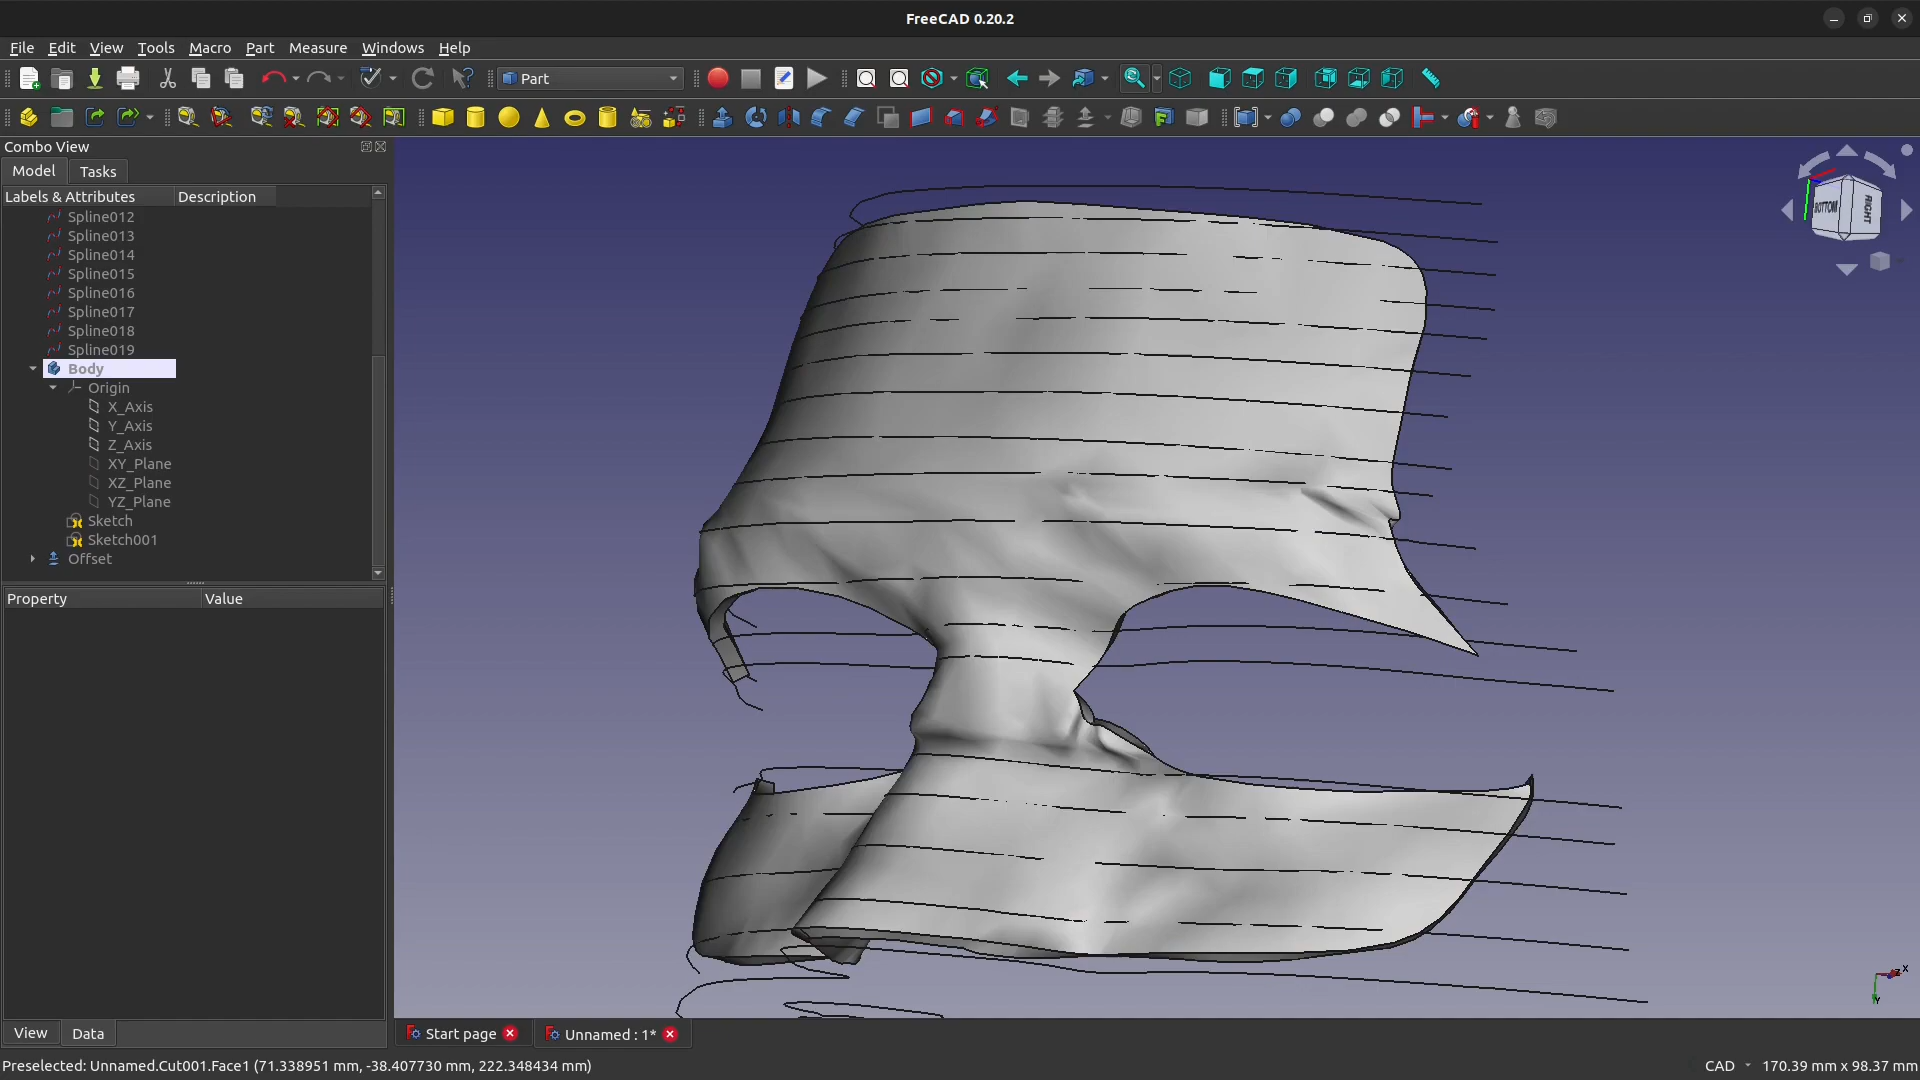 FreeCAD 0.20.2
File Edit View Tools Macro Part Measure Windows Help
Part
Combo View
Model Tasks
Labels & Attributes Description
Spline012
Spline013
Spline014
Spline015
Spline016
Spline017
Spline018
Spline019
Body
Origin
X_Axis
Y_Axis
Z_Axis
XY_Plane
XZ_Plane
YZ_Plane
Sketch
Sketch001
Offset
Property Value
BOTTOM RIGHT
X
Z
Y
View Data
Start page Unnamed : 1*
Preselected: Unnamed.Cut001.Face1 (71.338951 mm, -38.407730 mm, 222.348434 mm)
CAD 170.39 mm x 98.37 mm